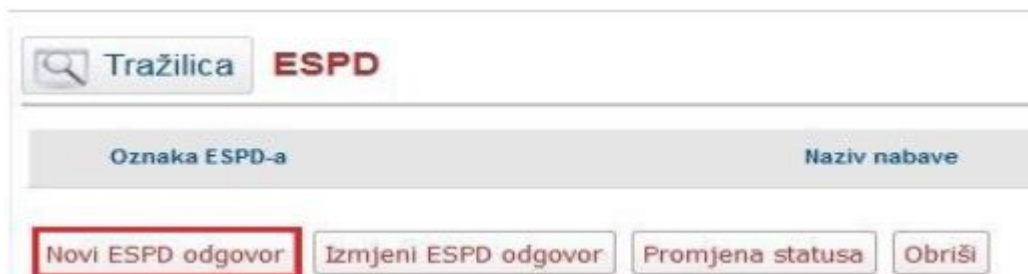 Tražilica ESPD
Oznaka ESPD-a Naziv nabave
Novi ESPD odgovor Izmjeni ESPD odgovor Promjena statusa Obriši